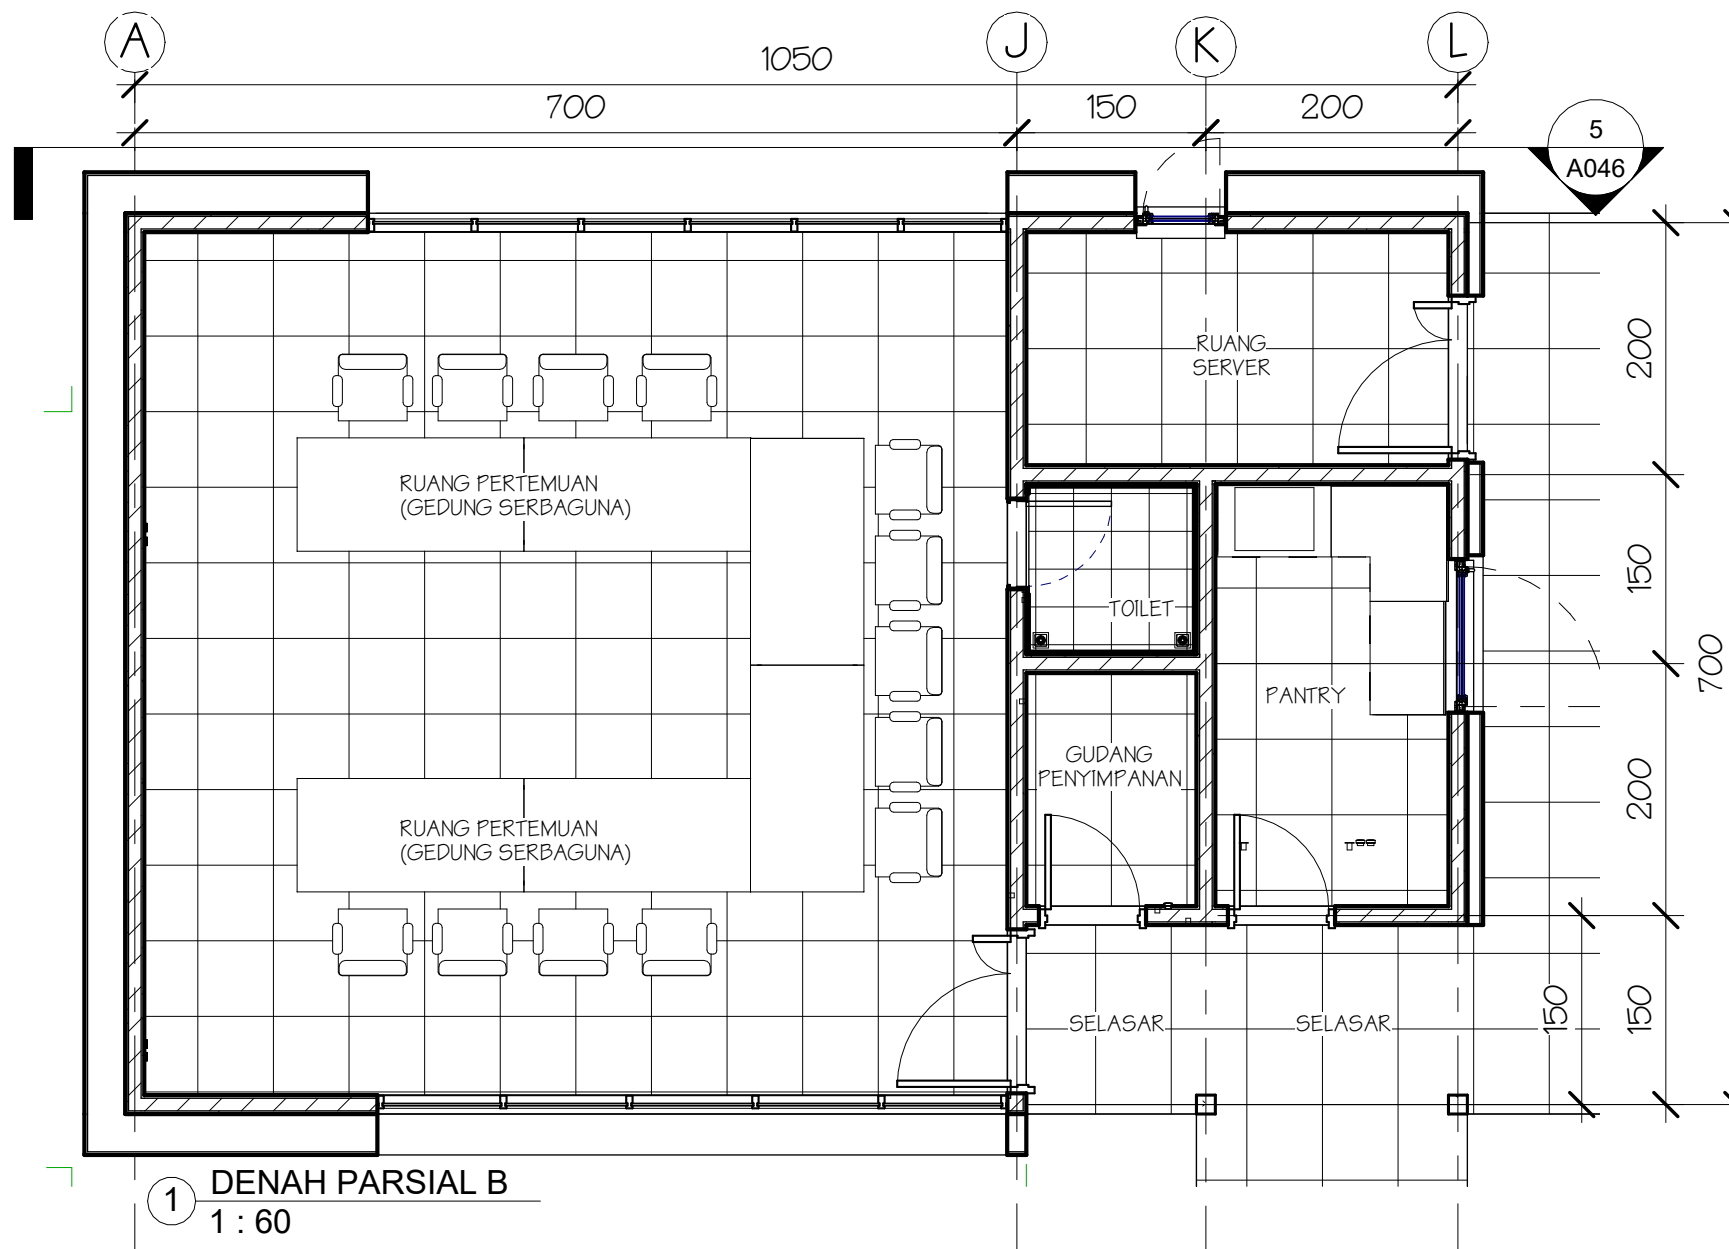 A
J
K
L
1050
700
150
200
5
A046
RUANG
SERVER
200
RUANG PERTEMUAN
(GEDUNG SERBAGUNA)
150
TOILET
PANTRY
700
GUDANG
PENYIMPANAN
200
RUANG PERTEMUAN
(GEDUNG SERBAGUNA)
SELASAR
SELASAR
150
150
1
DENAH PARSIAL B
1 : 60